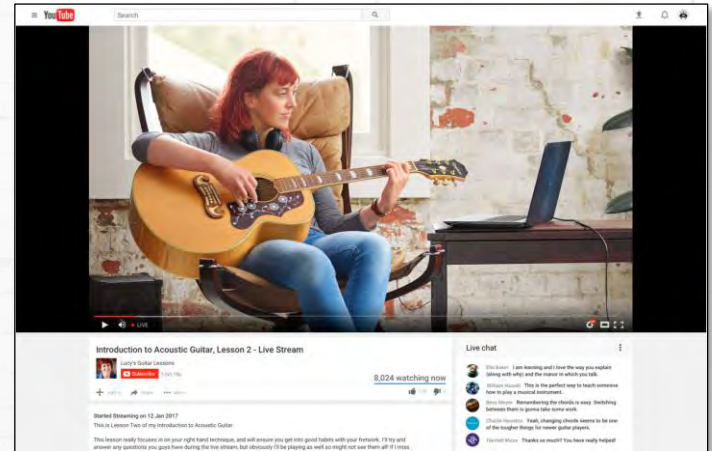 YouTube
Search
LIVE
Introduction to Acoustic Guitar, Lesson 2 - Live Stream
Lucy's Guitar Lessons
Subscribe
8,024 watching now
Share
Started Streaming on 12 Jan 2017
This is Lesson Two of my Introduction to Acoustic Guitar.
This lesson really focuses in on your right hand technique, and will ensure you get into good habits with your fretwork. I'll try and
answer any questions you guys have during the live stream, but obviously I'll be playing as well so might not see them all! If I miss
Live chat
I am learning and I love the way you explain
(along with why) and the manor in which you talk.
This is the perfect way to teach someone
how to play a musical instrument.
Remembering the chords is easy. Switching
between them is gonna take some work.
Yeah, changing chords seems to be one
of the tougher things for newer guitar players.
Thanks so much!! You have really helped!